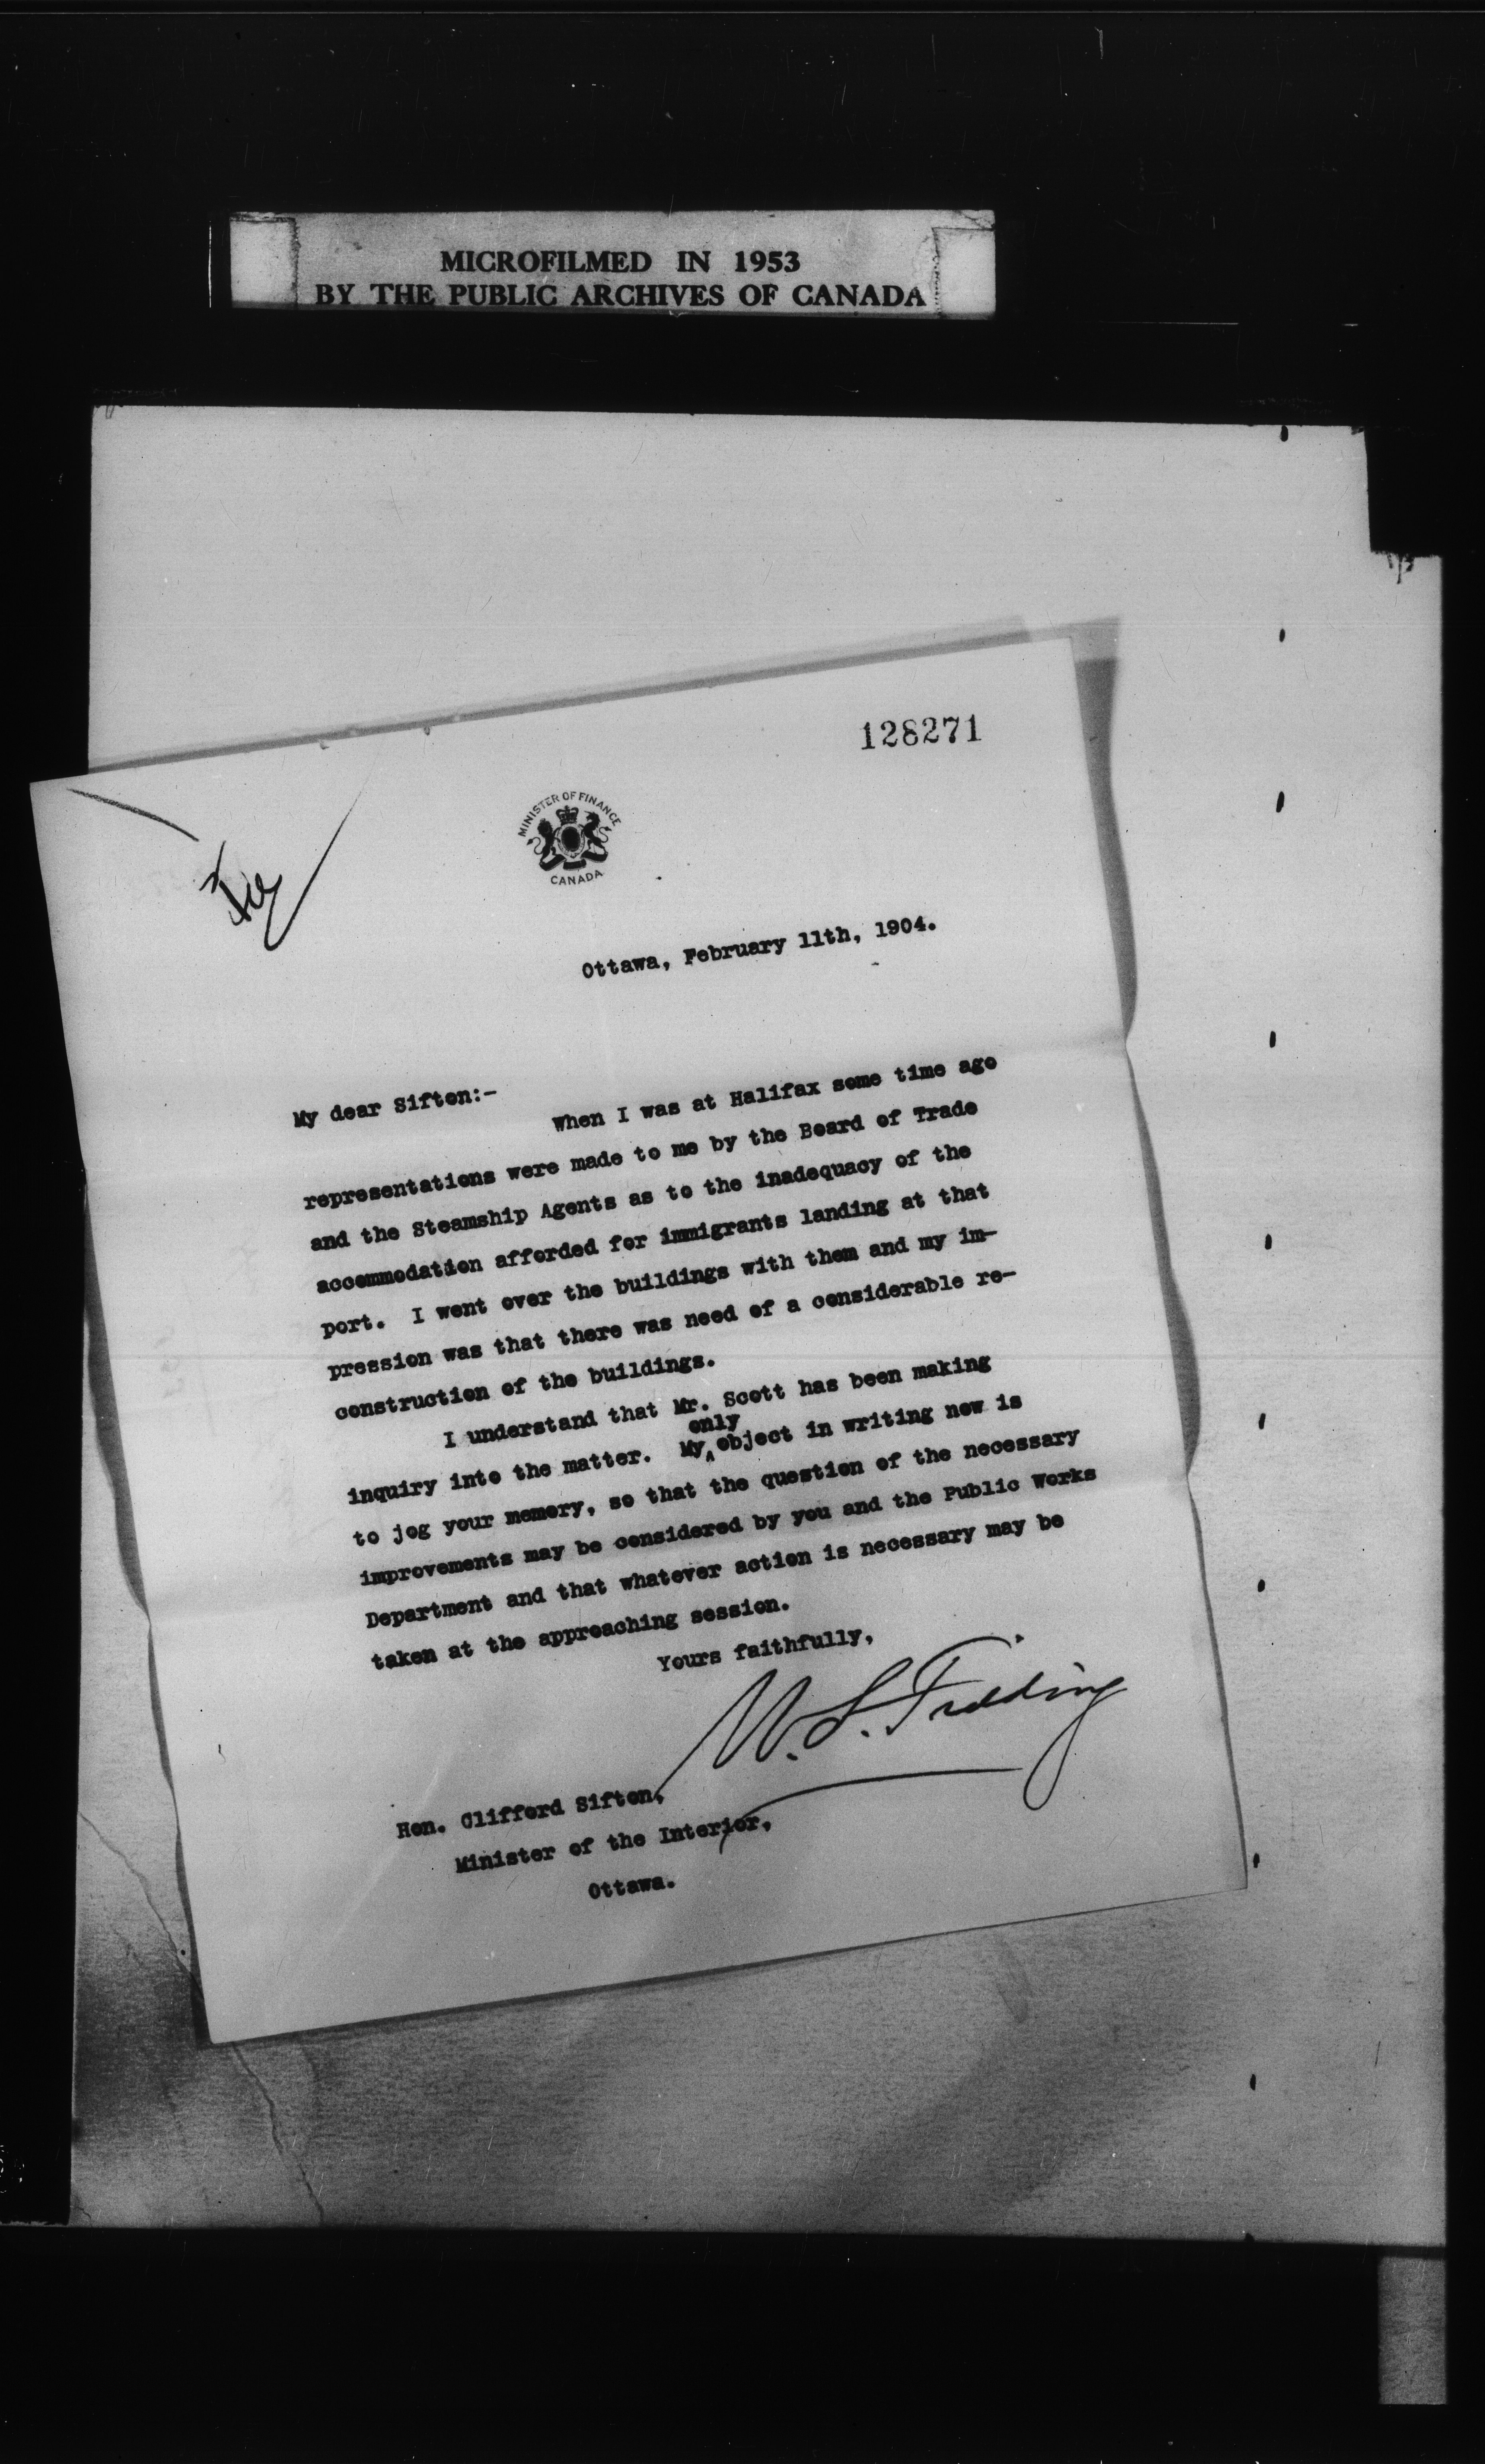 MICROFILMED IN 1953
BY THE PUBLIC ARCHIVES OF CANADA
128271
MINISTER OF FINANCE
CANADA
Ottawa, February 11th, 1904.
My dear Sifton:-
When I was at Halifax some time ago
representations were made to me by the Board of Trade
and the Steamship Agents as to the inadequacy of the
accommodation afforded for immigrants landing at that
port. I went over the buildings with them and my im-
pression was that there was need of a considerable re-
construction of the buildings.
I understand that Mr. Scott has been making
inquiry into the matter. My only object in writing now is
to jog your memory, so that the question of the necessary
improvements may be considered by you and the Public Works
Department and that whatever action is necessary may be
taken at the approaching session.
Yours faithfully,
W. S. Fielding
Hon. Clifford Sifton,
Minister of the Interior,
Ottawa.